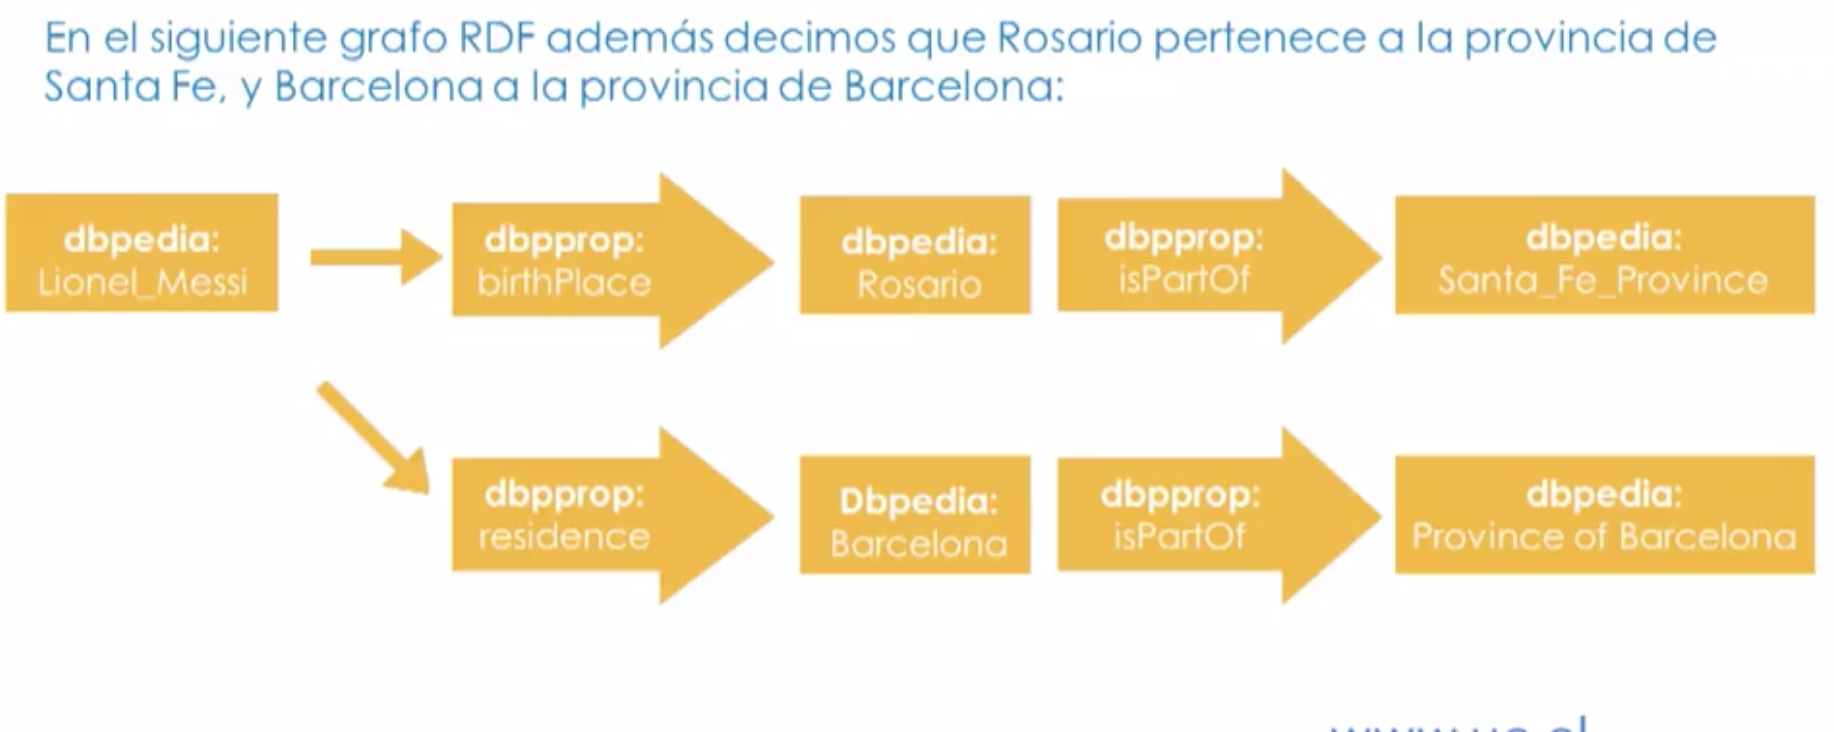 En el siguiente grafo RDF además decimos que Rosario pertenece a la provincia de
Santa Fe, y Barcelona a la provincia de Barcelona:
dbpedia:
Lionel_Messi
dbpprop:
birthPlace
dbpedia:
Rosario
dbpprop:
isPartOf
dbpedia:
Santa_Fe_Province
dbpprop:
residence
Dbpedia:
Barcelona
dbpprop:
isPartOf
dbpedia:
Province of Barcelona